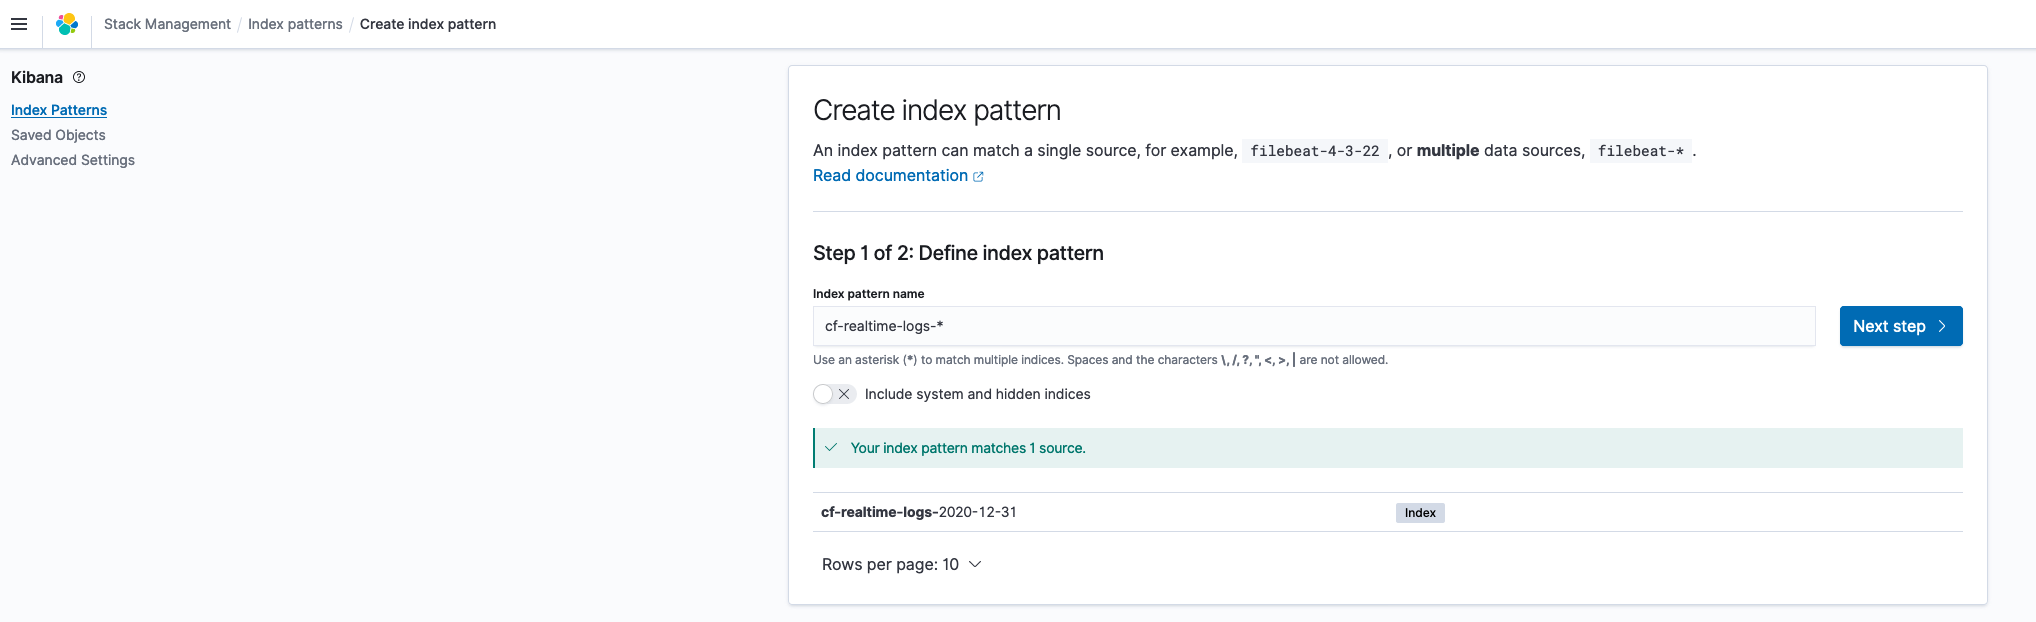 Stack Management / Index patterns / Create index pattern
Kibana
Index Patterns
Saved Objects
Advanced Settings
Create index pattern
An index pattern can match a single source, for example, filebeat-4-3-22 , or multiple data sources, filebeat-* .
Read documentation
Step 1 of 2: Define index pattern
Index pattern name
cf-realtime-logs-*
Next step
Use an asterisk (*) to match multiple indices. Spaces and the characters \, /, ?, ", <, >, | are not allowed.
Include system and hidden indices
Your index pattern matches 1 source.
cf-realtime-logs-2020-12-31 Index
Rows per page: 10